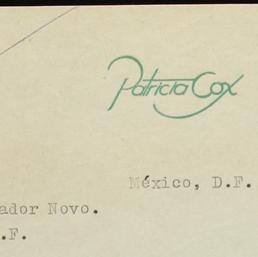 Patricia Cox
México, D.F.
ador Novo.
.F.